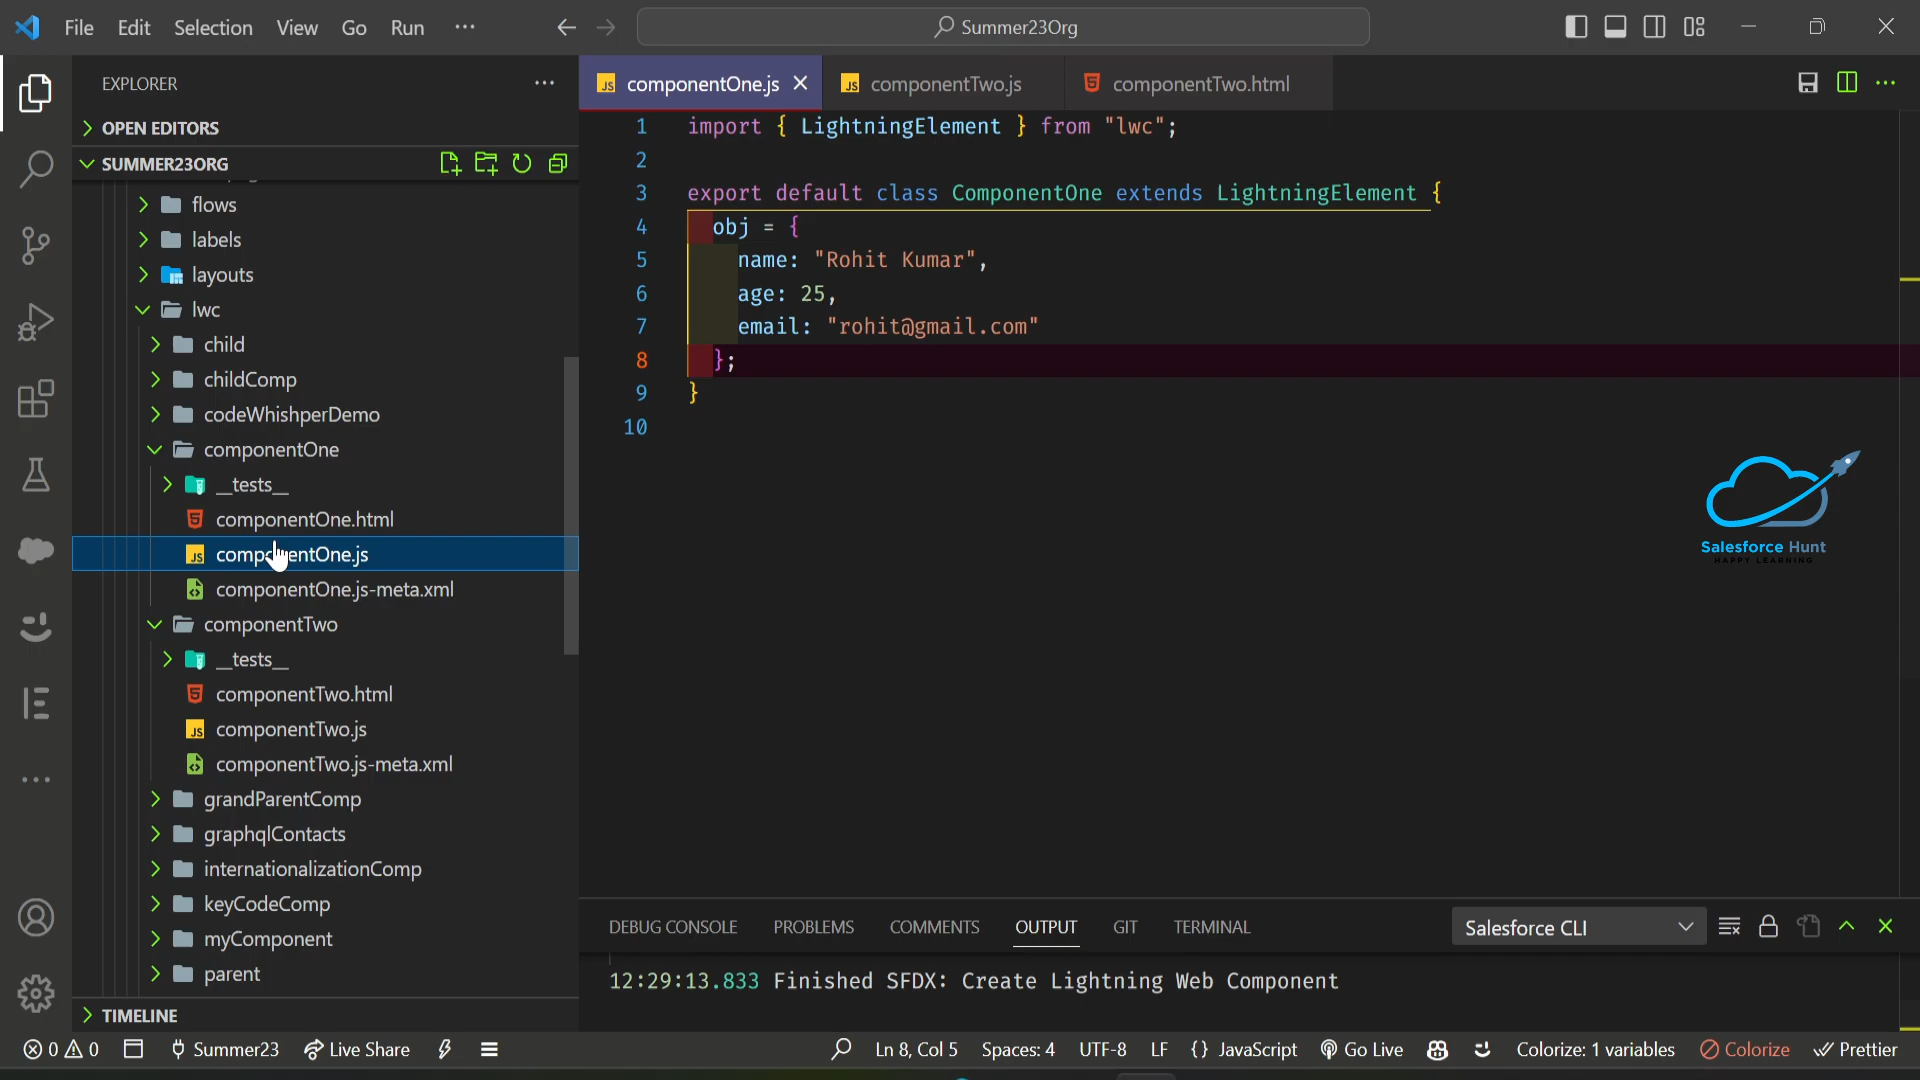 File Edit Selection View Go Run ··· Summer23Org
EXPLORER ···
OPEN EDITORS
SUMMER23ORG
flows
labels
layouts
lwc
child
childComp
codeWhishperDemo
componentOne
__tests__
componentOne.html
componentOne.js
componentOne.js-meta.xml
componentTwo
__tests__
componentTwo.html
componentTwo.js
componentTwo.js-meta.xml
grandParentComp
graphqlContacts
internationalizationComp
keyCodeComp
myComponent
parent
TIMELINE
componentOne.js componentTwo.js componentTwo.html
1 import { LightningElement } from "lwc";
2
3 export default class ComponentOne extends LightningElement {
4 obj = {
5 name: "Rohit Kumar",
6 age: 25,
7 email: "rohit@gmail.com"
8 };
9 }
10
Salesforce Hunt
HAPPY LEARNING
DEBUG CONSOLE PROBLEMS COMMENTS OUTPUT GIT TERMINAL Salesforce CLI
12:29:13.833 Finished SFDX: Create Lightning Web Component
0 0 Summer23 Live Share Ln 8, Col 5 Spaces: 4 UTF-8 LF {} JavaScript Go Live Colorize: 1 variables Colorize Prettier